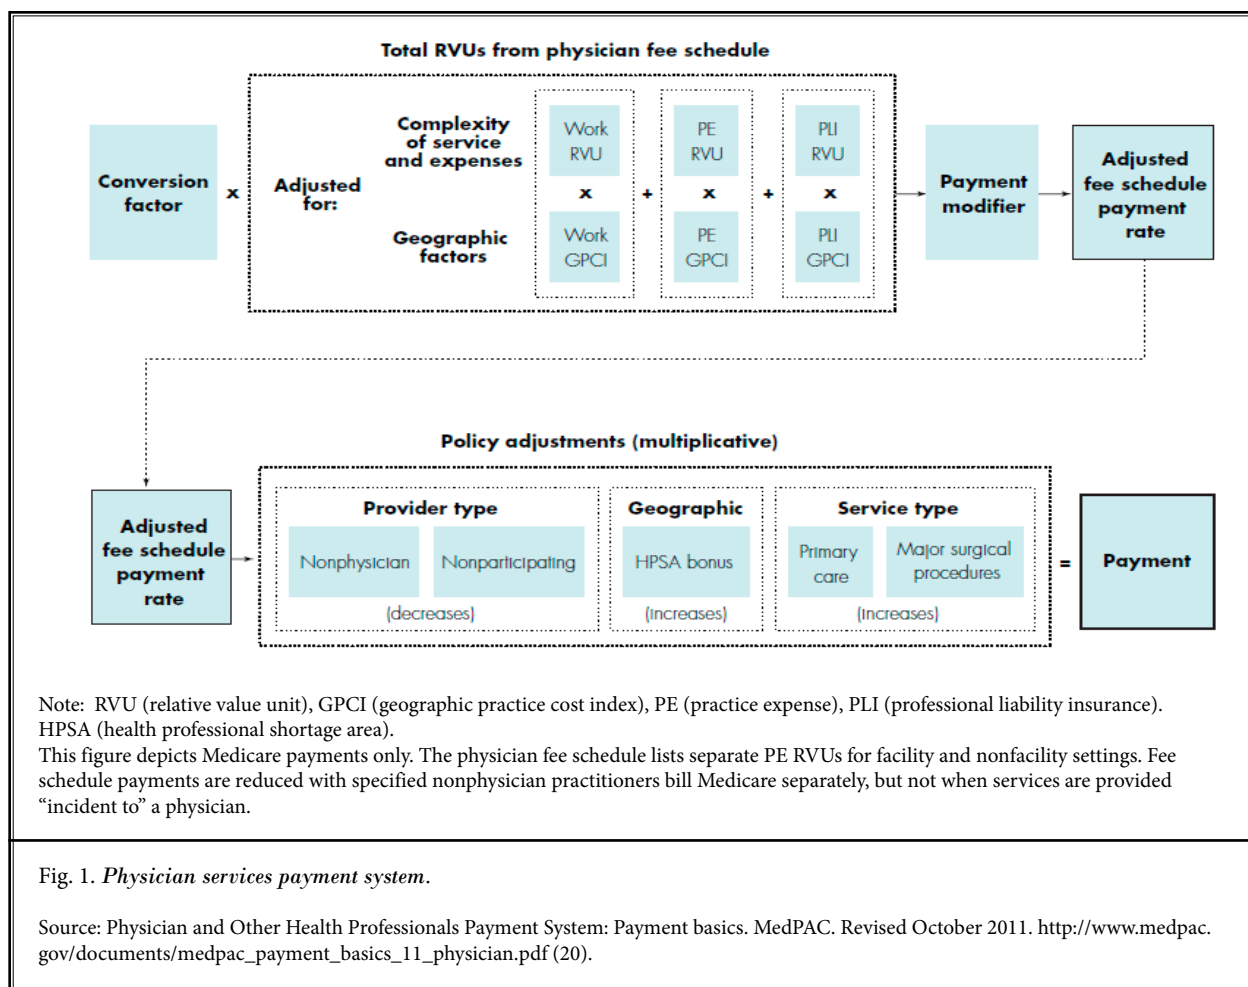 Total RVUs from physician fee schedule
Conversion
factor
x
Adjusted
for:
Complexity
of service
and expenses
Geographic
factors
Work
RVU
x
Work
GPCI
+
PE
RVU
x
PE
GPCI
+
PLI
RVU
x
PLI
GPCI
Payment
modifier
Adjusted
fee schedule
payment
rate
Policy adjustments (multiplicative)
Adjusted
fee schedule
payment
rate
Provider type
Nonphysician
Nonparticipating
(decreases)
Geographic
HPSA bonus
(increases)
Service type
Primary
care
Major surgical
procedures
(increases)
=
Payment
Note: RVU (relative value unit), GPCI (geographic practice cost index), PE (practice expense), PLI (professional liability insurance).
HPSA (health professional shortage area).
This figure depicts Medicare payments only. The physician fee schedule lists separate PE RVUs for facility and nonfacility settings. Fee
schedule payments are reduced with specified nonphysician practitioners bill Medicare separately, but not when services are provided
“incident to” a physician.
Fig. 1. Physician services payment system.
Source: Physician and Other Health Professionals Payment System: Payment basics. MedPAC. Revised October 2011. http://www.medpac.
gov/documents/medpac_payment_basics_11_physician.pdf (20).